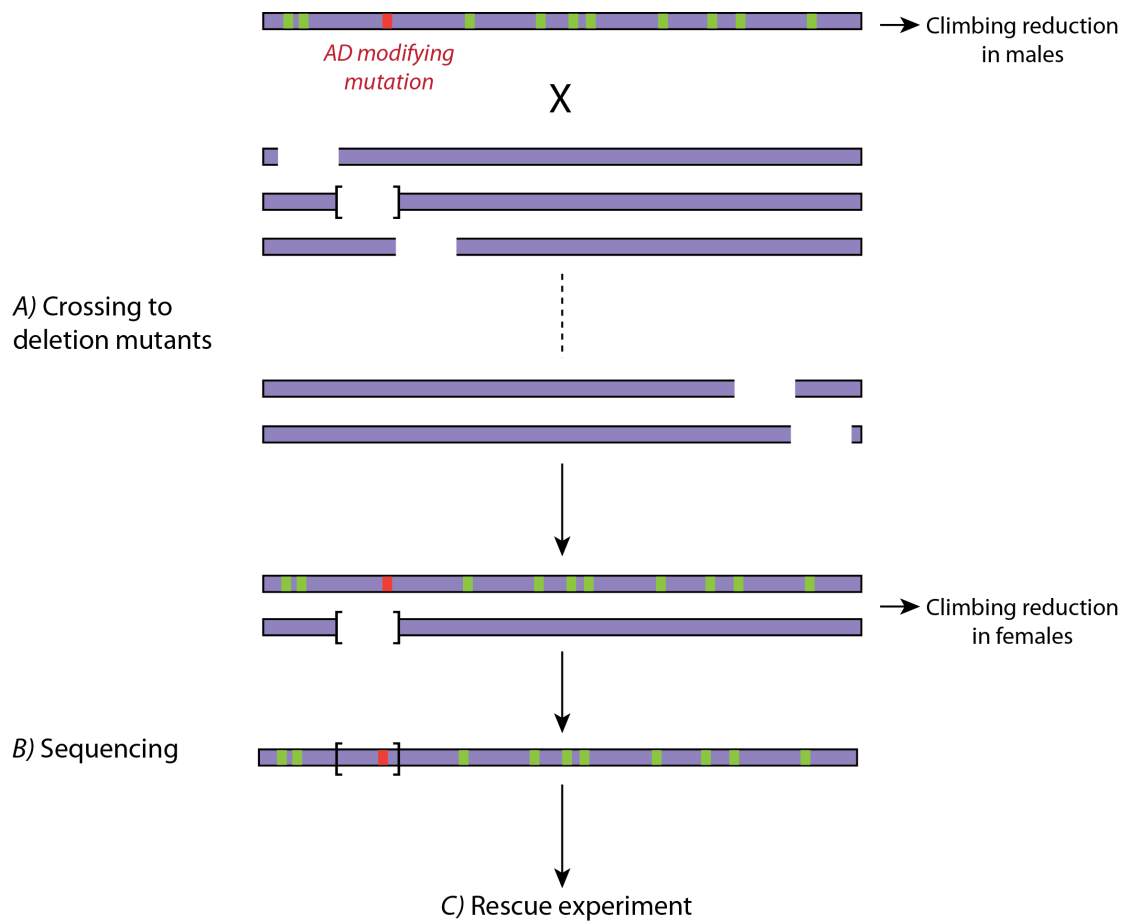 Climbing reduction
in males
AD modifying
mutation
X
A) Crossing to
deletion mutants
Climbing reduction
in females
B) Sequencing
C) Rescue experiment